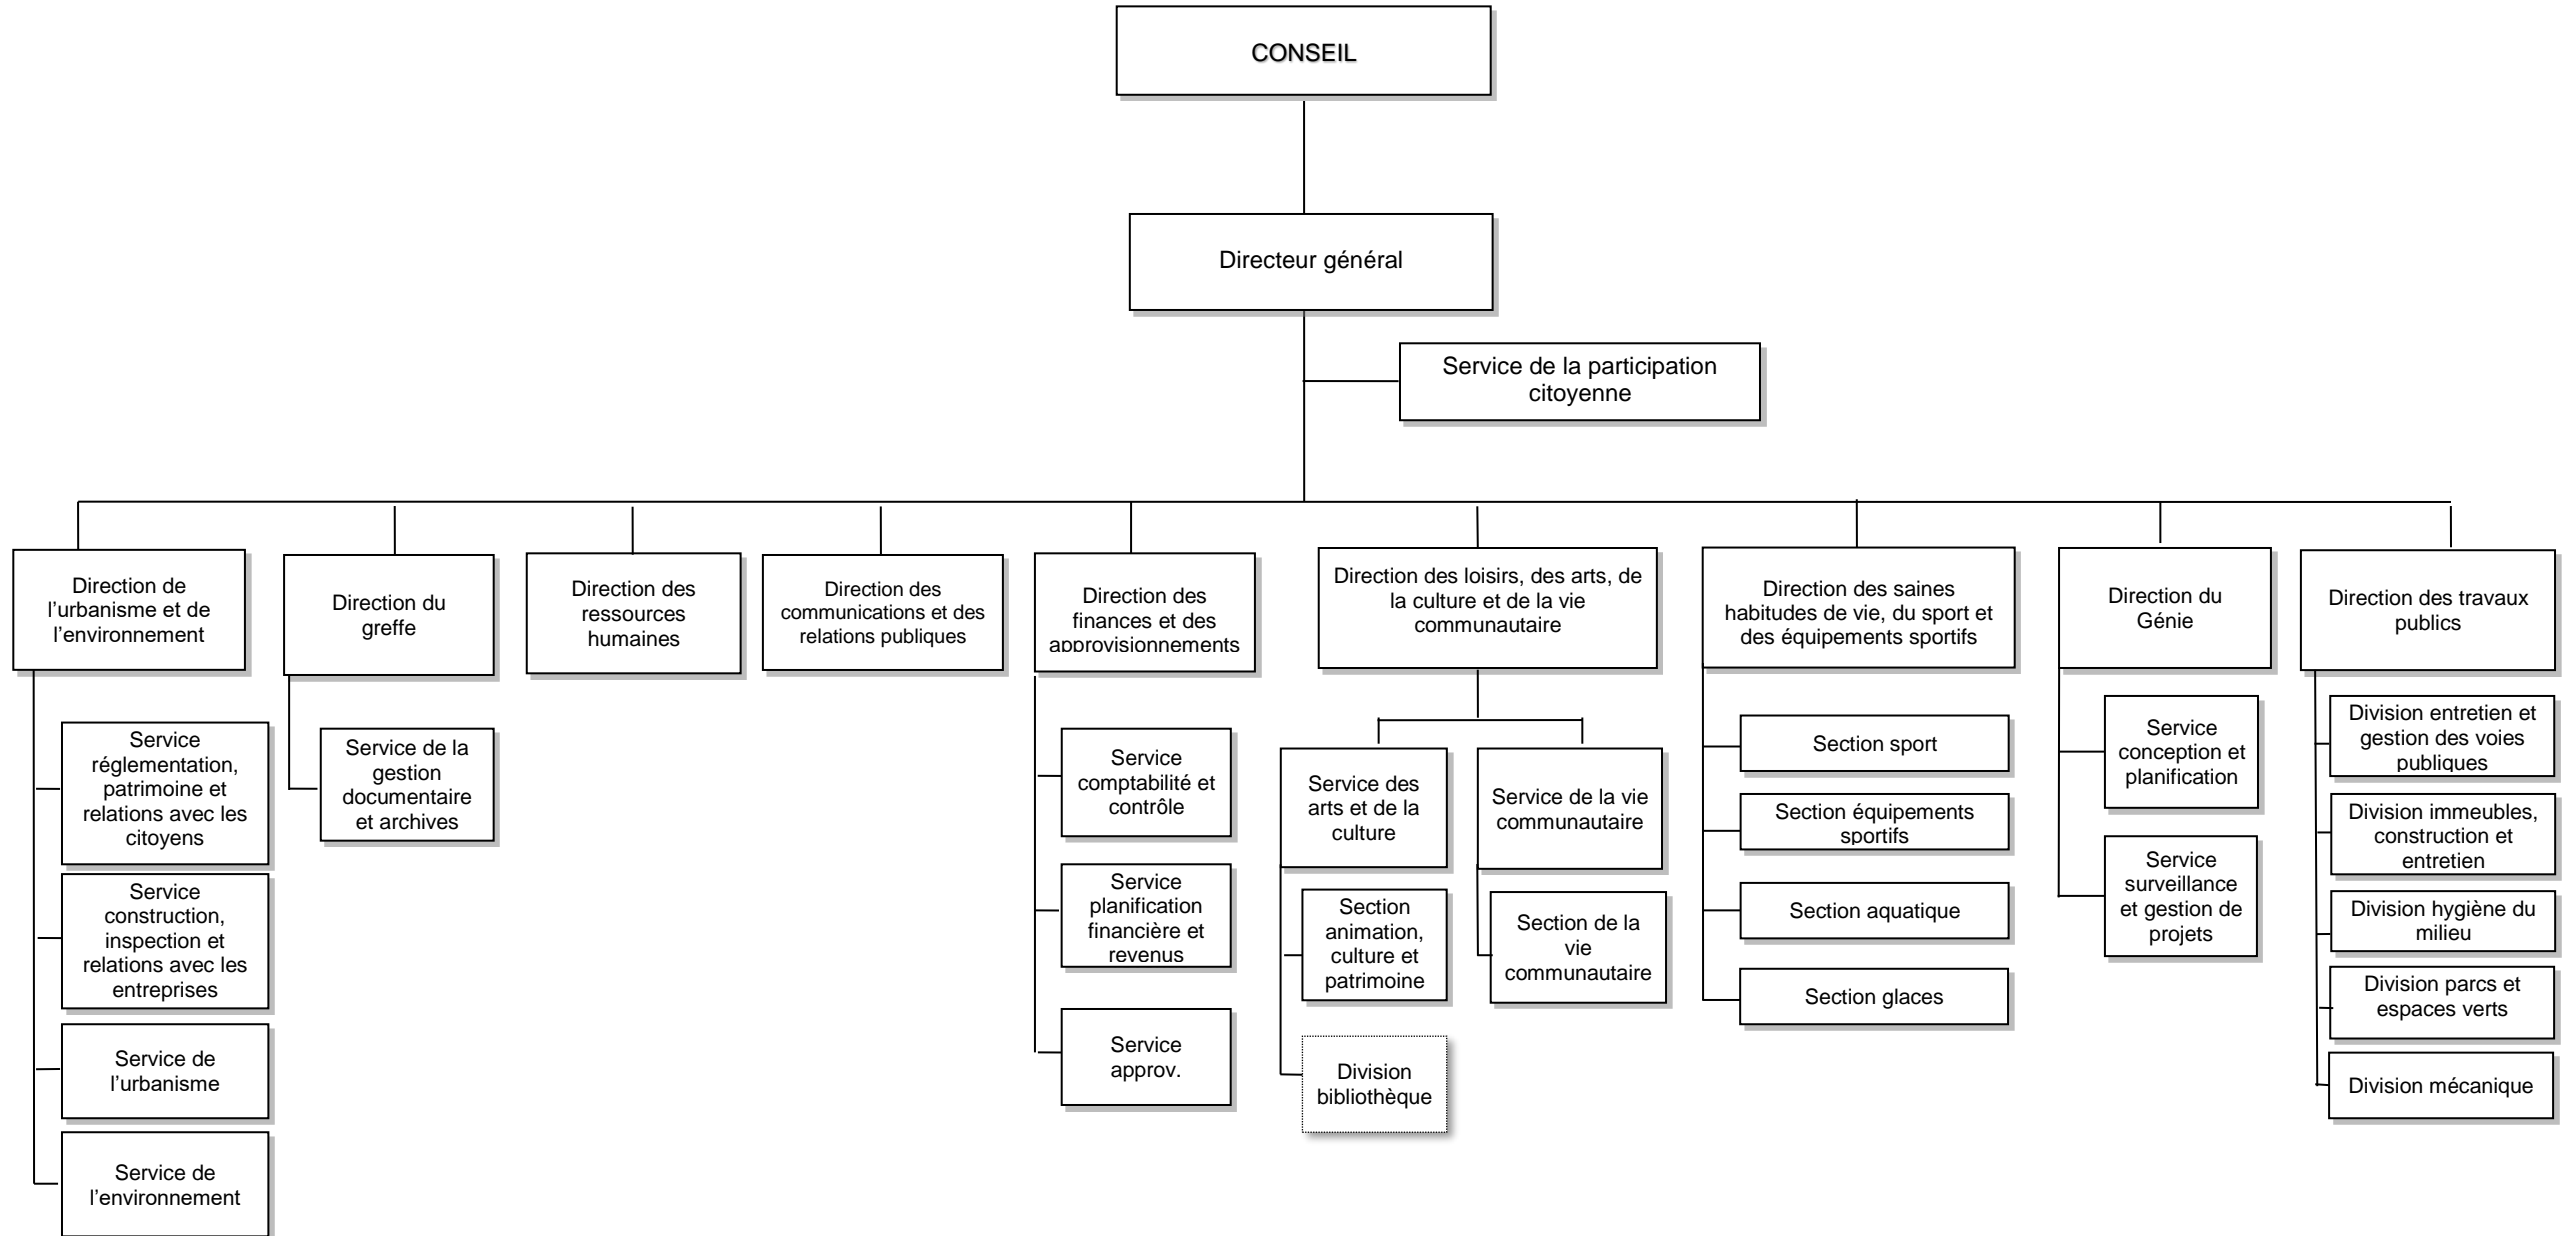 CONSEIL
Directeur général
Service de la participation
citoyenne
Direction de
l’urbanisme et de
l’environnement
Direction du
greffe
Direction des
ressources
humaines
Direction des
communications et des
relations publiques
Direction des
finances et des
approvisionnements
Direction des loisirs, des arts, de
la culture et de la vie
communautaire
Direction des saines
habitudes de vie, du sport et
des équipements sportifs
Direction du
Génie
Direction des travaux
publics
Service
réglementation,
patrimoine et
relations avec les
citoyens
Service
construction,
inspection et
relations avec les
entreprises
Service de
l’urbanisme
Service de
l’environnement
Service de la
gestion
documentaire
et archives
Service
comptabilité et
contrôle
Service
planification
financière et
revenus
Service
approv.
Service des
arts et de la
culture
Section
animation,
culture et
patrimoine
Division
bibliothèque
Service de la vie
communautaire
Section de la
vie
communautaire
Section sport
Section équipements
sportifs
Section aquatique
Section glaces
Service
conception et
planification
Service
surveillance
et gestion de
projets
Division entretien et
gestion des voies
publiques
Division immeubles,
construction et
entretien
Division hygiène du
milieu
Division parcs et
espaces verts
Division mécanique